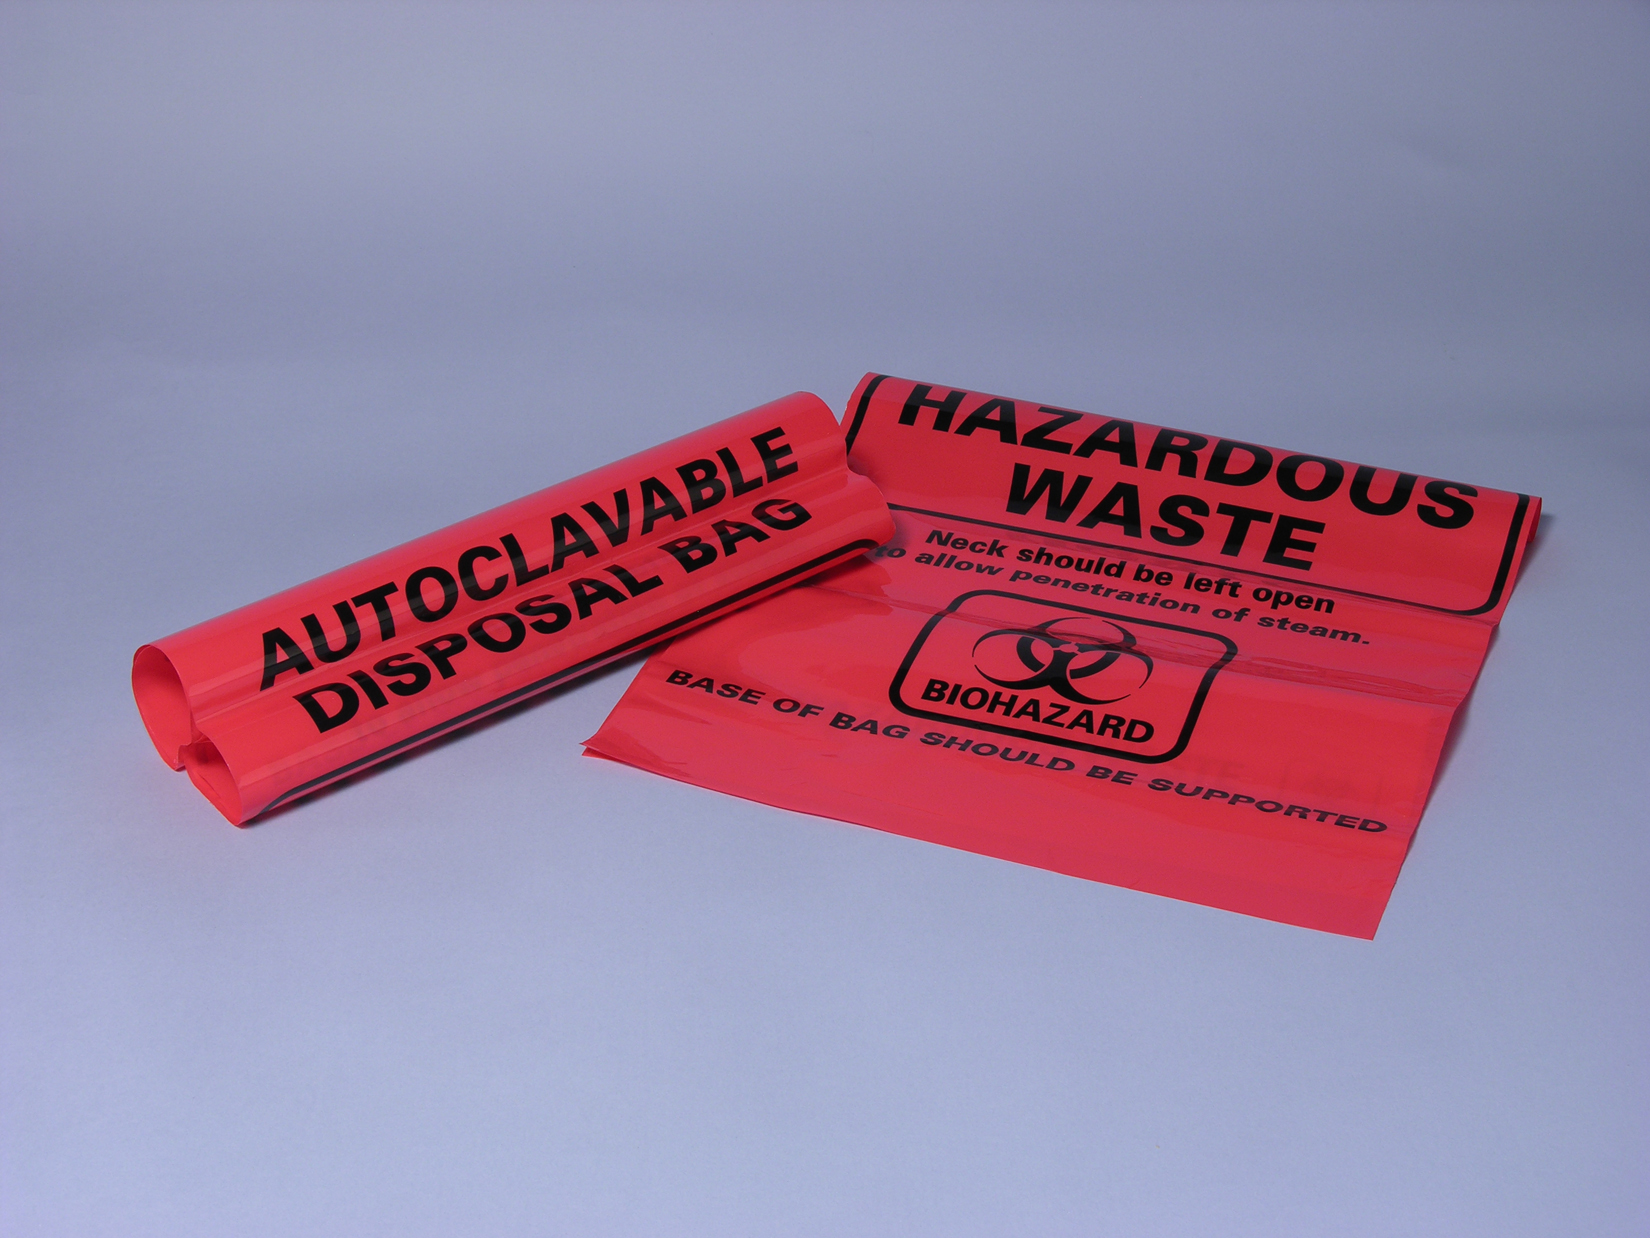 AUTOCLAVABLE
DISPOSAL BAG
HAZARDOUS
WASTE
Neck should be left open
to allow penetration of steam.
BIOHAZARD
BASE OF BAG SHOULD BE SUPPORTED